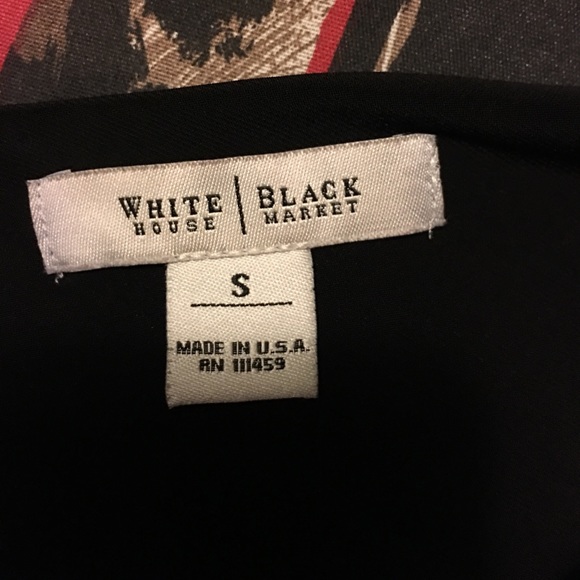 WHITE | BLACK
HOUSE | MARKET
S
MADE IN U.S.A.
RN 111459